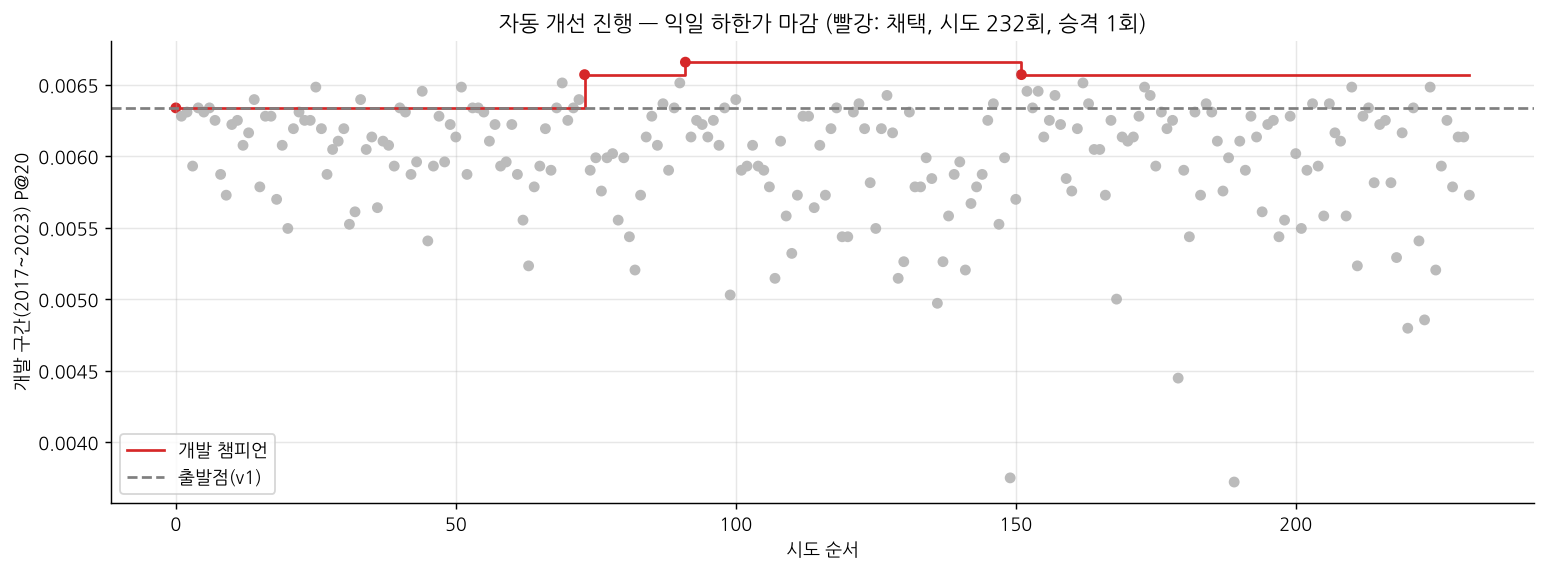 자동 개선 진행 — 익일 하한가 마감 (빨강: 채택, 시도 232회, 승격 1회)
개발 구간(2017~2023) P@20
0.0065
0.0060
0.0055
0.0050
0.0045
0.0040
개발 챔피언
출발점(v1)
0
50
100
150
200
시도 순서